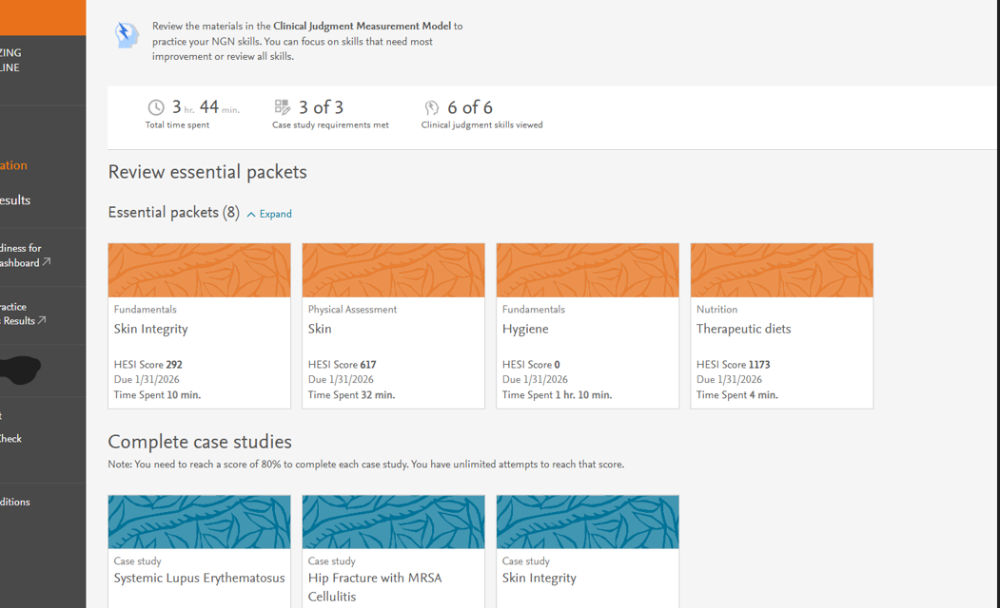 ZING
LINE
ation
esults
diness for
ashboard
ractice
Results
t
Check
ditions
Review the materials in the Clinical Judgment Measurement Model to
practice your NGN skills. You can focus on skills that need most
improvement or review all skills.
3 hr. 44 min.
Total time spent
3 of 3
Case study requirements met
6 of 6
Clinical judgment skills viewed
Review essential packets
Essential packets (8) Expand
Fundamentals
Skin Integrity
HESI Score 292
Due 1/31/2026
Time Spent 10 min.
Physical Assessment
Skin
HESI Score 617
Due 1/31/2026
Time Spent 32 min.
Fundamentals
Hygiene
HESI Score 0
Due 1/31/2026
Time Spent 1 hr. 10 min.
Nutrition
Therapeutic diets
HESI Score 1173
Due 1/31/2026
Time Spent 4 min.
Complete case studies
Note: You need to reach a score of 80% to complete each case study. You have unlimited attempts to reach that score.
Case study
Systemic Lupus Erythematosus
Case study
Hip Fracture with MRSA
Cellulitis
Case study
Skin Integrity